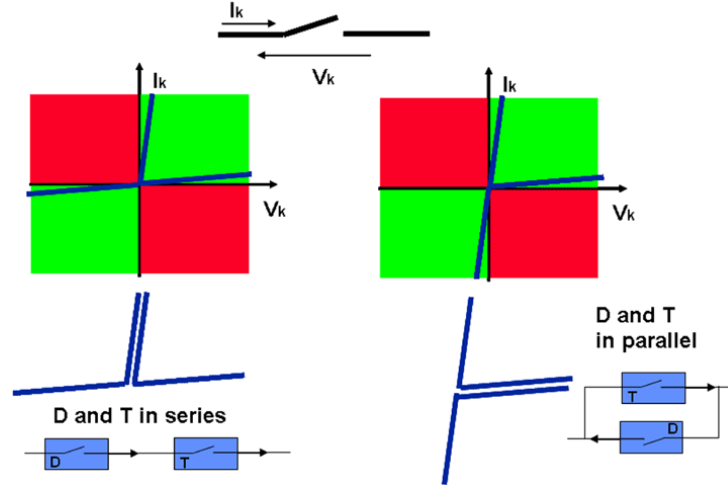 Ik
Vk
Ik
Vk
Ik
Vk
D and T in series
D
T
D and T
in parallel
T
D